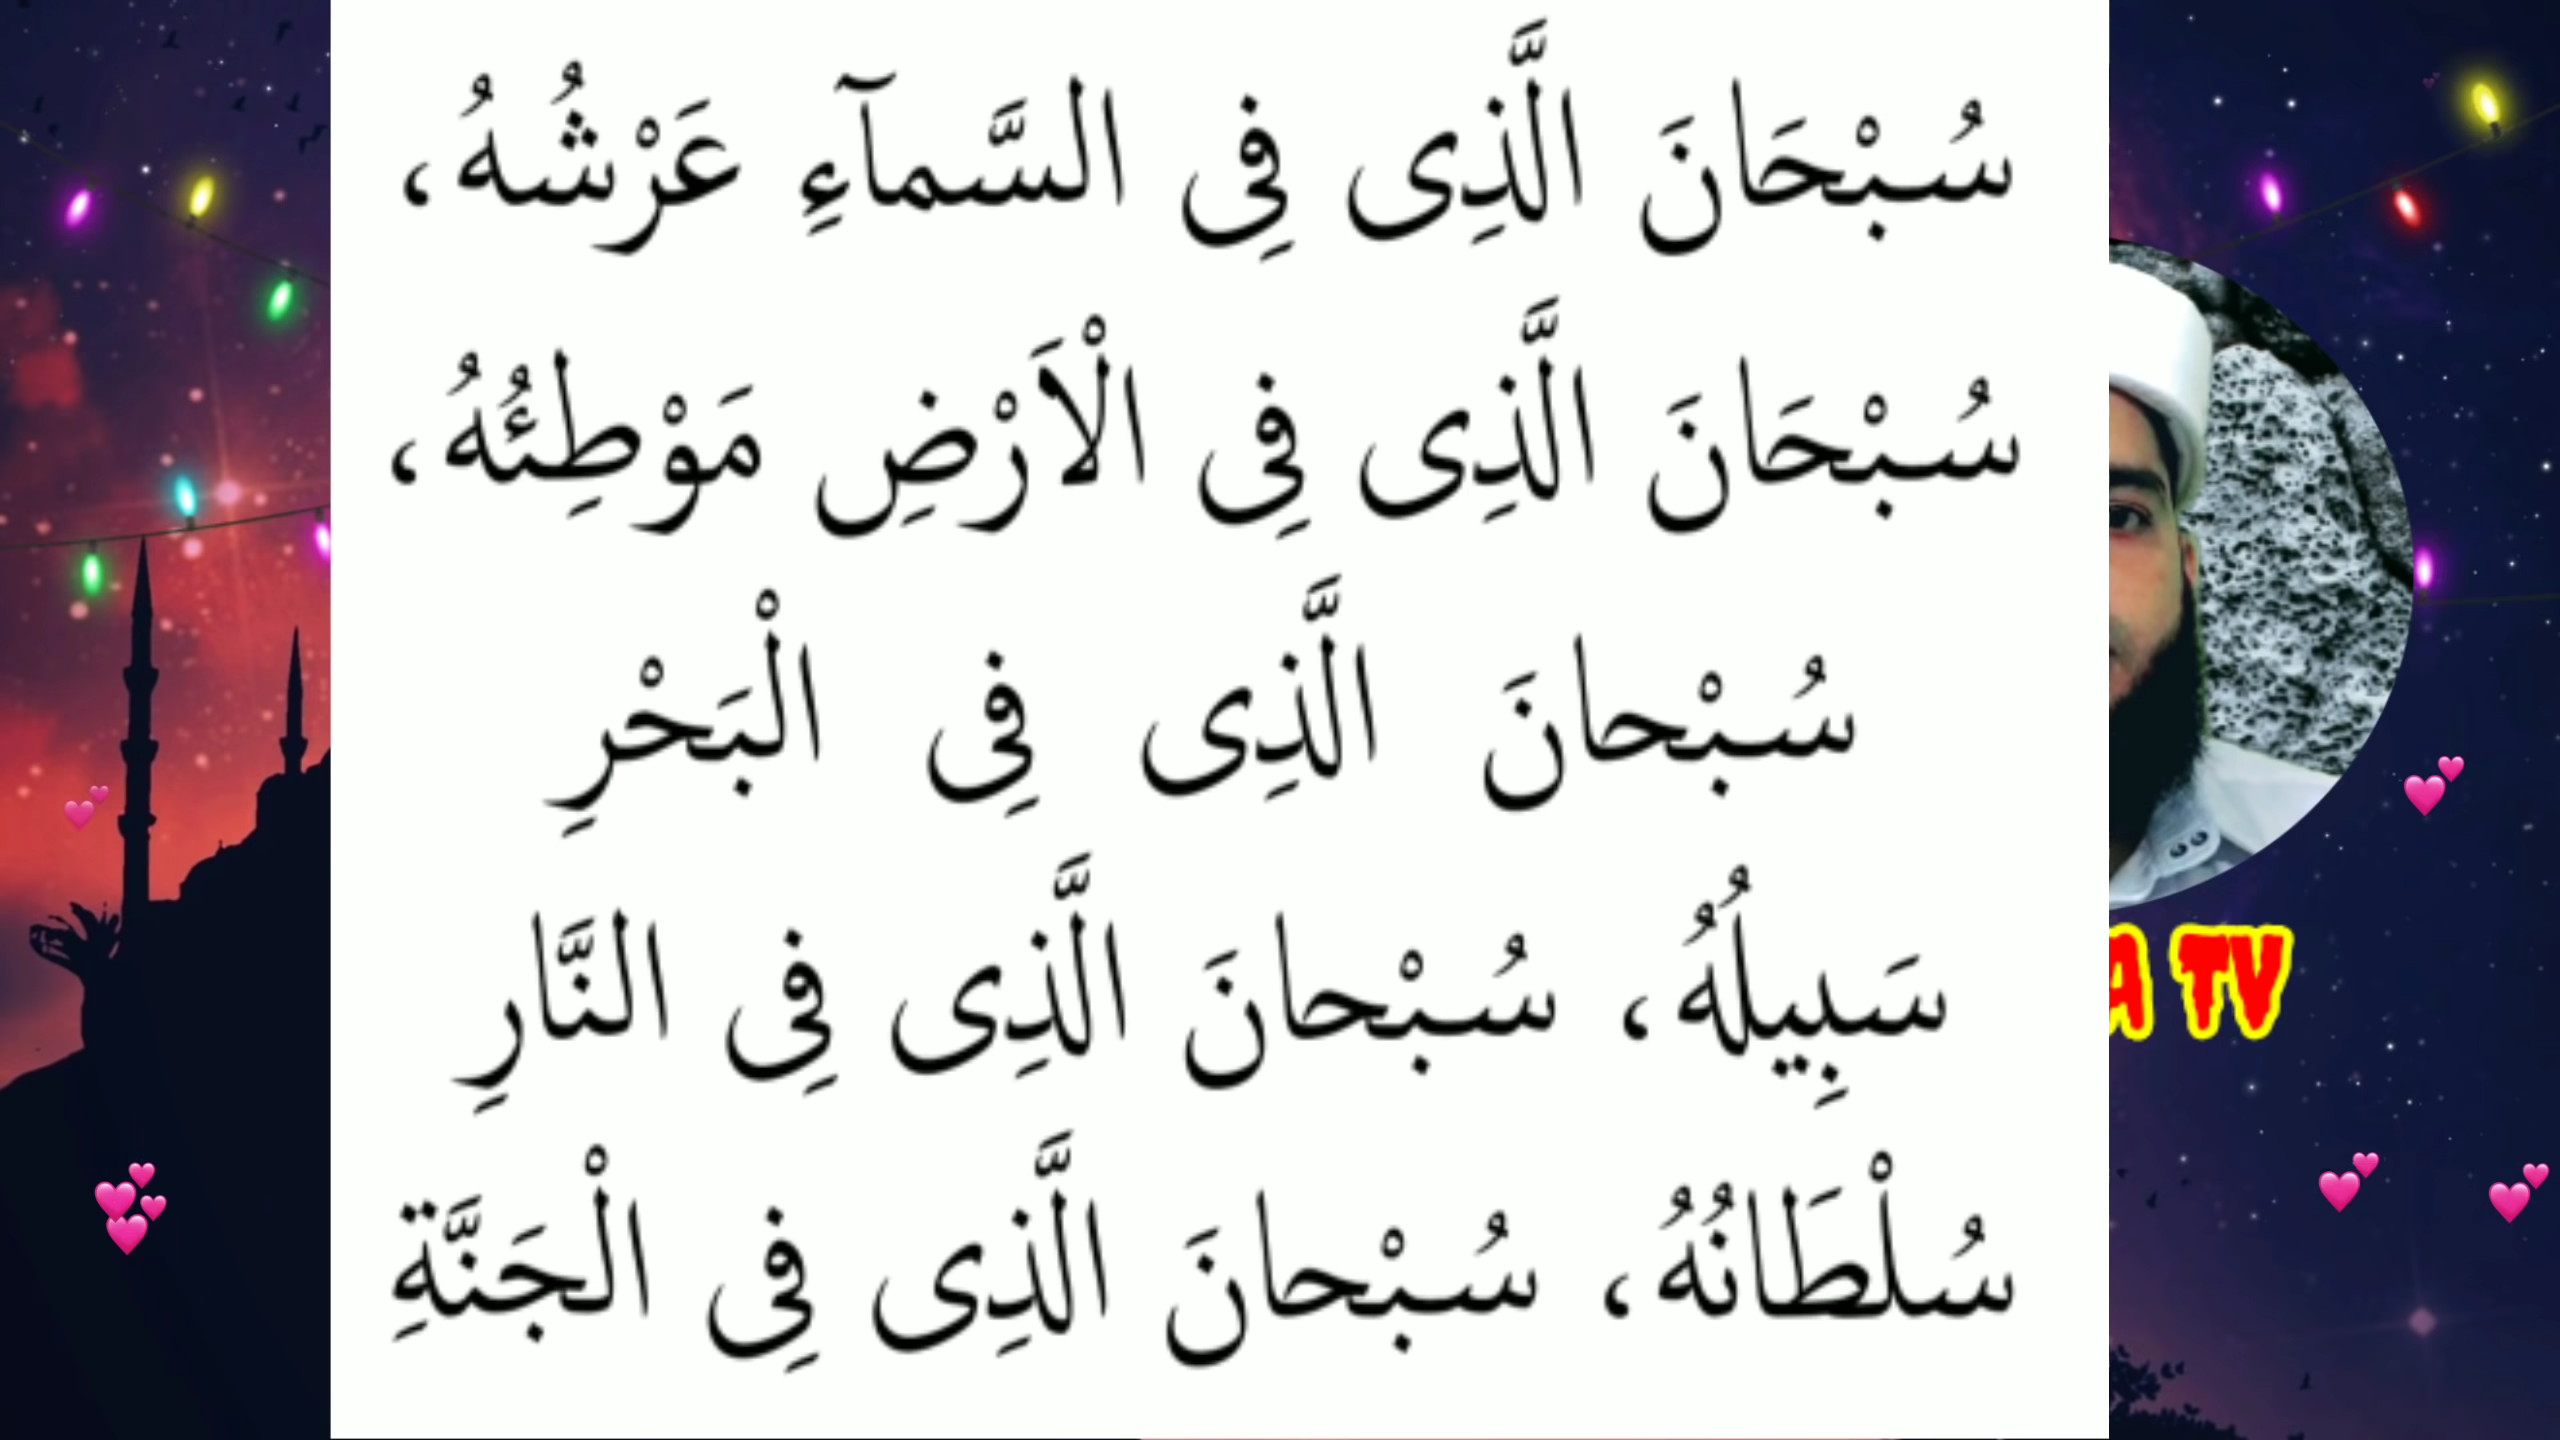 سُبْحَانَ الَّذِى فِى السَّمآءِ عَرْشُهُ،
سُبْحَانَ الَّذِى فِى الْاَرْضِ مَوْطِئُهُ،
سُبْحانَ الَّذِى فِى الْبَحْرِ
سَبِيلُهُ، سُبْحانَ الَّذِى فِى النَّارِ
سُلْطَانُهُ، سُبْحانَ الَّذِى فِى الْجَنَّةِ
A TV